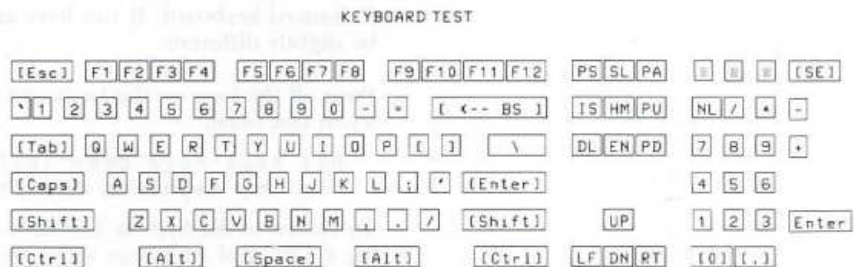 KEYBOARD TEST
[Esc] F1 F2 F3 F4 F5 F6 F7 F8 F9 F10 F11 F12 PS SL PA ≡ ≡ ≡ [SE]
` 1 2 3 4 5 6 7 8 9 0 - = [ <-- BS ] IS HM PU NL / * -
[Tab] Q W E R T Y U I O P [ ] \ DL EN PD 7 8 9 +
[Caps] A S D F G H J K L ; ' [Enter] 4 5 6
[Shift] Z X C V B N M , . / [Shift] UP 1 2 3 Enter
[Ctrl] [Alt] [Space] [Alt] [Ctrl] LF DN RT [0] [.]